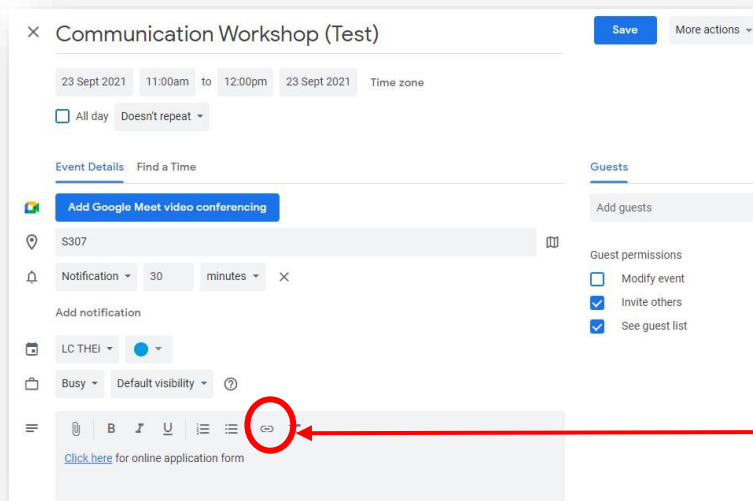 Communication Workshop (Test)
Save
More actions
23 Sept 2021 11:00am to 12:00pm 23 Sept 2021 Time zone
All day Doesn't repeat
Event Details Find a Time
Guests
Add Google Meet video conferencing
Add guests
S307
Guest permissions
Notification 30 minutes
Modify event
Invite others
Add notification
See guest list
LC THEi
Busy Default visibility
B I U
Click here for online application form